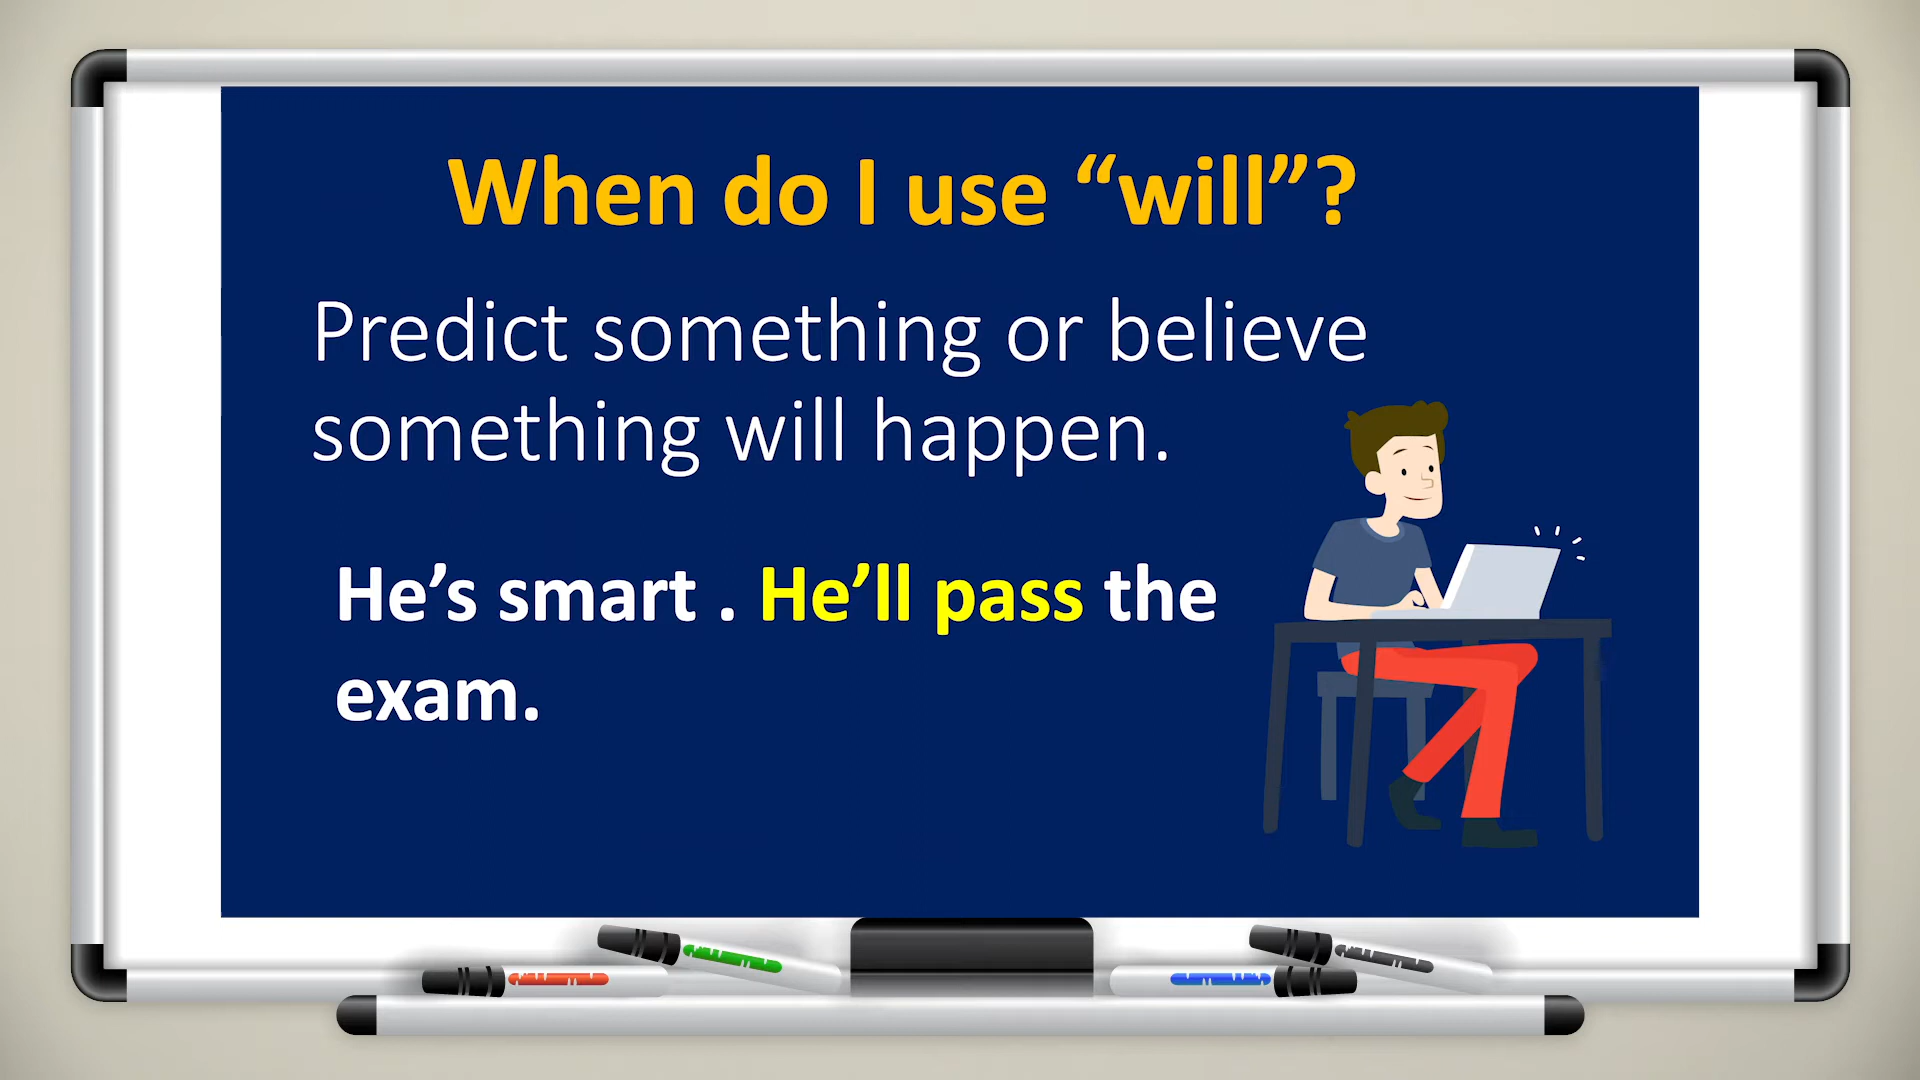 When do I use “will”?
Predict something or believe
something will happen.
He’s smart . He’ll pass the
exam.